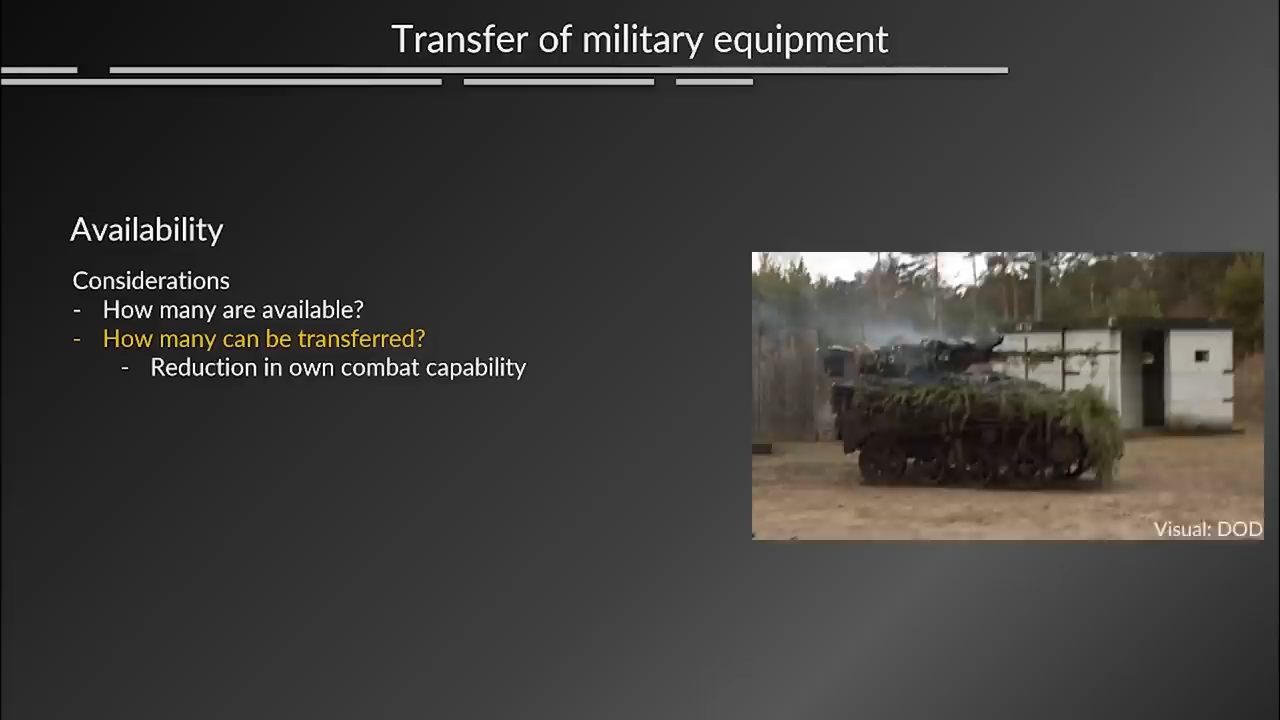 Transfer of military equipment
Availability
Considerations
- How many are available?
- How many can be transferred?
- Reduction in own combat capability
Visual: DOD